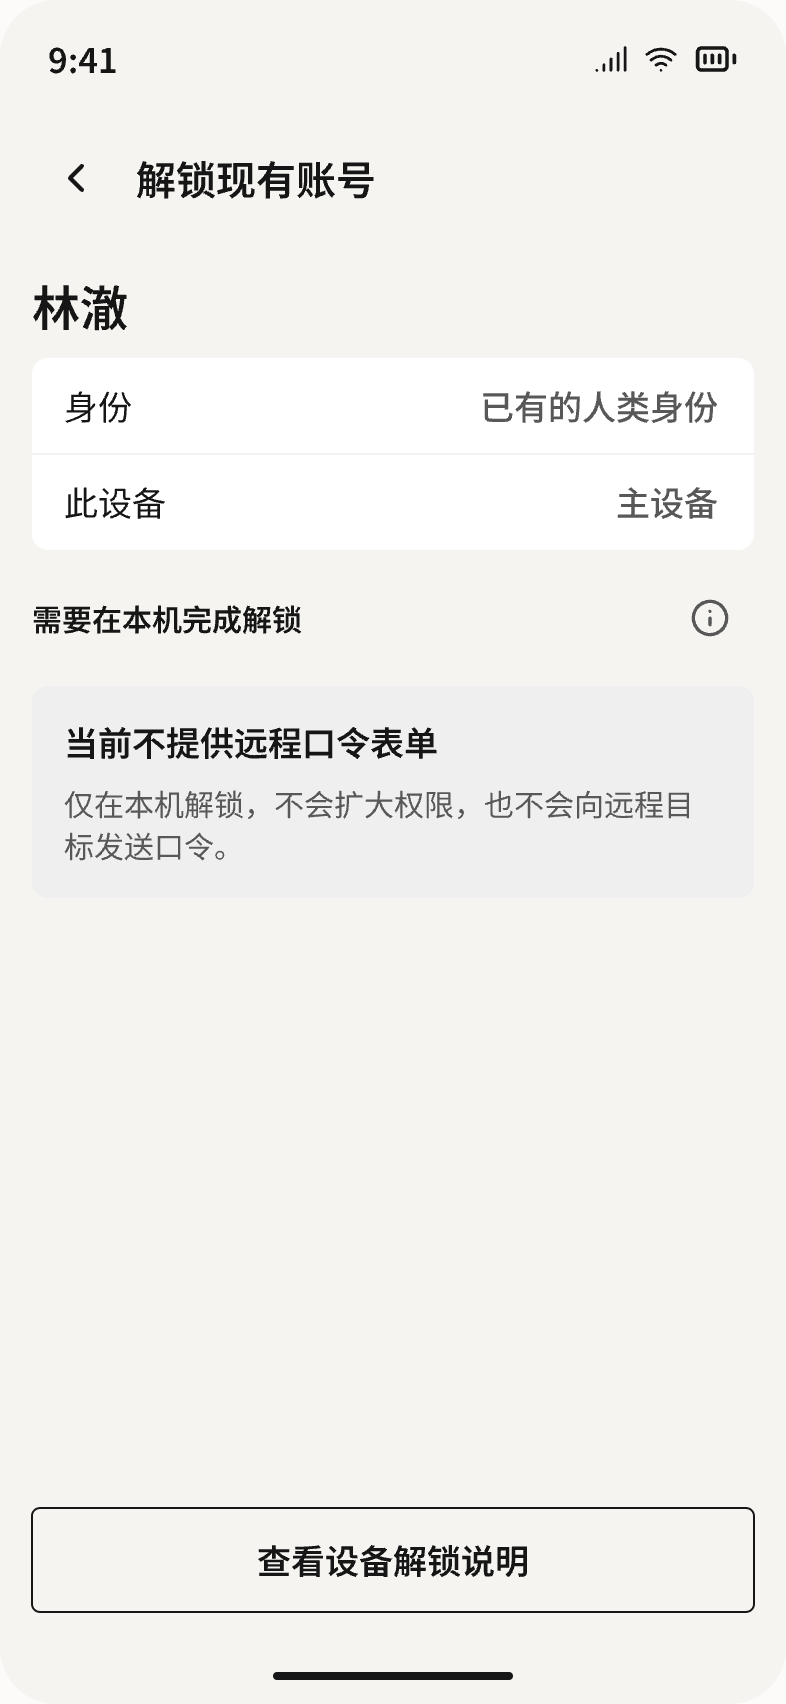 9:41
解锁现有账号
林澈
身份
已有的人类身份
此设备
主设备
需要在本机完成解锁
当前不提供远程口令表单
仅在本机解锁，不会扩大权限，也不会向远程目
标发送口令。
查看设备解锁说明